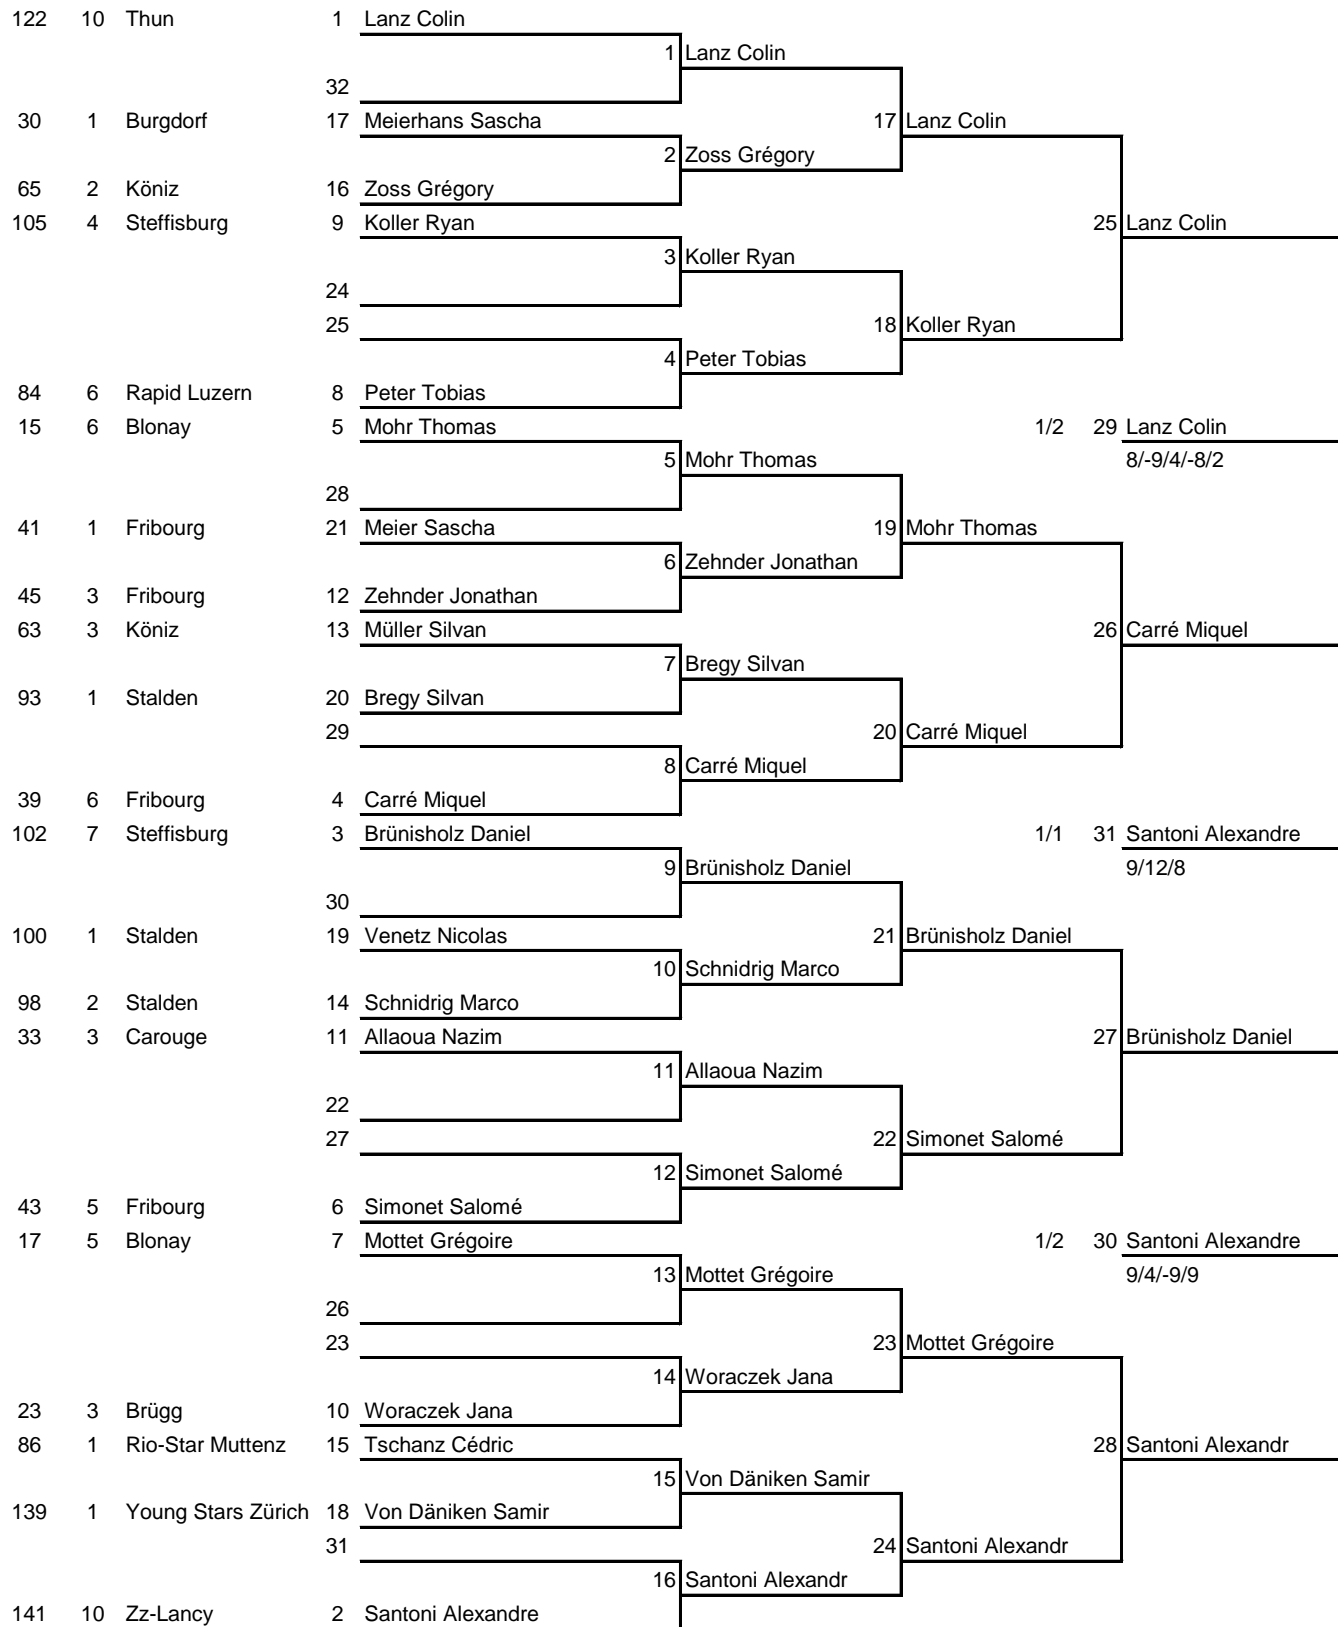 122 10 Thun 1 Lanz Colin
1 Lanz Colin
32
30 1 Burgdorf 17 Meierhans Sascha 17 Lanz Colin
2 Zoss Grégory
65 2 Köniz 16 Zoss Grégory
105 4 Steffisburg 9 Koller Ryan 25 Lanz Colin
3 Koller Ryan
24
25 18 Koller Ryan
4 Peter Tobias
84 6 Rapid Luzern 8 Peter Tobias
15 6 Blonay 5 Mohr Thomas 1/2 29 Lanz Colin
5 Mohr Thomas 8/-9/4/-8/2
28
41 1 Fribourg 21 Meier Sascha 19 Mohr Thomas
6 Zehnder Jonathan
45 3 Fribourg 12 Zehnder Jonathan
63 3 Köniz 13 Müller Silvan 26 Carré Miquel
7 Bregy Silvan
93 1 Stalden 20 Bregy Silvan
29 20 Carré Miquel
8 Carré Miquel
39 6 Fribourg 4 Carré Miquel
102 7 Steffisburg 3 Brünisholz Daniel 1/1 31 Santoni Alexandre
9 Brünisholz Daniel 9/12/8
30
100 1 Stalden 19 Venetz Nicolas 21 Brünisholz Daniel
10 Schnidrig Marco
98 2 Stalden 14 Schnidrig Marco
33 3 Carouge 11 Allaoua Nazim 27 Brünisholz Daniel
11 Allaoua Nazim
22
27 22 Simonet Salomé
12 Simonet Salomé
43 5 Fribourg 6 Simonet Salomé
17 5 Blonay 7 Mottet Grégoire 1/2 30 Santoni Alexandre
13 Mottet Grégoire 9/4/-9/9
26
23 23 Mottet Grégoire
14 Woraczek Jana
23 3 Brügg 10 Woraczek Jana
86 1 Rio-Star Muttenz 15 Tschanz Cédric 28 Santoni Alexandr
15 Von Däniken Samir
139 1 Young Stars Zürich 18 Von Däniken Samir
31 24 Santoni Alexandr
16 Santoni Alexandr
141 10 Zz-Lancy 2 Santoni Alexandre